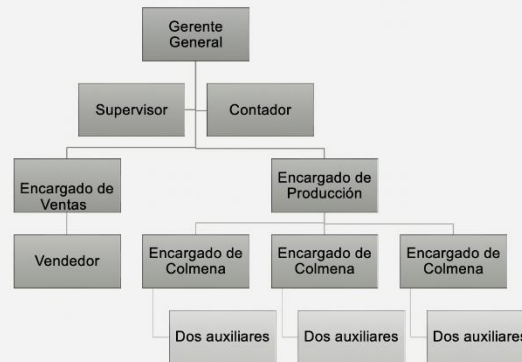 Gerente
General
Supervisor
Contador
Encargado de
Ventas
Encargado de
Producción
Vendedor
Encargado de
Colmena
Encargado de
Colmena
Encargado de
Colmena
Dos auxiliares
Dos auxiliares
Dos auxiliares